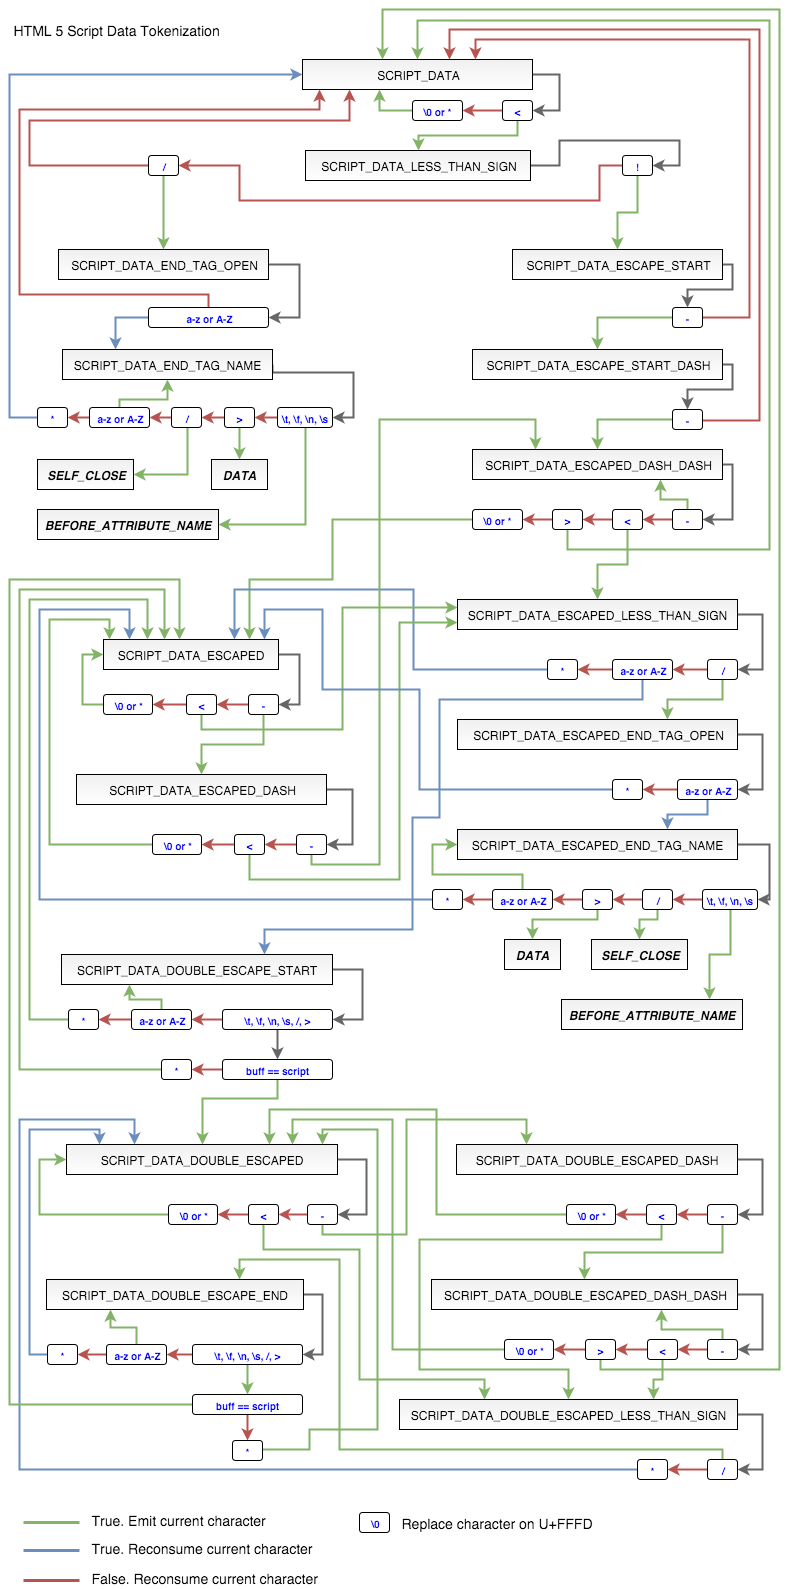 HTML 5 Script Data Tokenization
SCRIPT_DATA
\0 or *
<
SCRIPT_DATA_LESS_THAN_SIGN
/
!
SCRIPT_DATA_END_TAG_OPEN
SCRIPT_DATA_ESCAPE_START
a-z or A-Z
-
SCRIPT_DATA_END_TAG_NAME
SCRIPT_DATA_ESCAPE_START_DASH
*
a-z or A-Z
/
>
\t, \f, \n, \s
-
SELF_CLOSE
DATA
SCRIPT_DATA_ESCAPED_DASH_DASH
BEFORE_ATTRIBUTE_NAME
\0 or *
>
<
-
SCRIPT_DATA_ESCAPED_LESS_THAN_SIGN
SCRIPT_DATA_ESCAPED
*
a-z or A-Z
/
\0 or *
<
-
SCRIPT_DATA_ESCAPED_END_TAG_OPEN
SCRIPT_DATA_ESCAPED_DASH
*
a-z or A-Z
\0 or *
<
-
SCRIPT_DATA_ESCAPED_END_TAG_NAME
*
a-z or A-Z
>
/
\t, \f, \n, \s
DATA
SELF_CLOSE
SCRIPT_DATA_DOUBLE_ESCAPE_START
BEFORE_ATTRIBUTE_NAME
*
a-z or A-Z
\t, \f, \n, \s, /, >
*
buff == script
SCRIPT_DATA_DOUBLE_ESCAPED
SCRIPT_DATA_DOUBLE_ESCAPED_DASH
\0 or *
<
-
\0 or *
<
-
SCRIPT_DATA_DOUBLE_ESCAPE_END
SCRIPT_DATA_DOUBLE_ESCAPED_DASH_DASH
*
a-z or A-Z
\t, \f, \n, \s, /, >
\0 or *
>
<
-
buff == script
SCRIPT_DATA_DOUBLE_ESCAPED_LESS_THAN_SIGN
*
*
/
True. Emit current character
\0
Replace character on U+FFFD
True. Reconsume current character
False. Reconsume current character